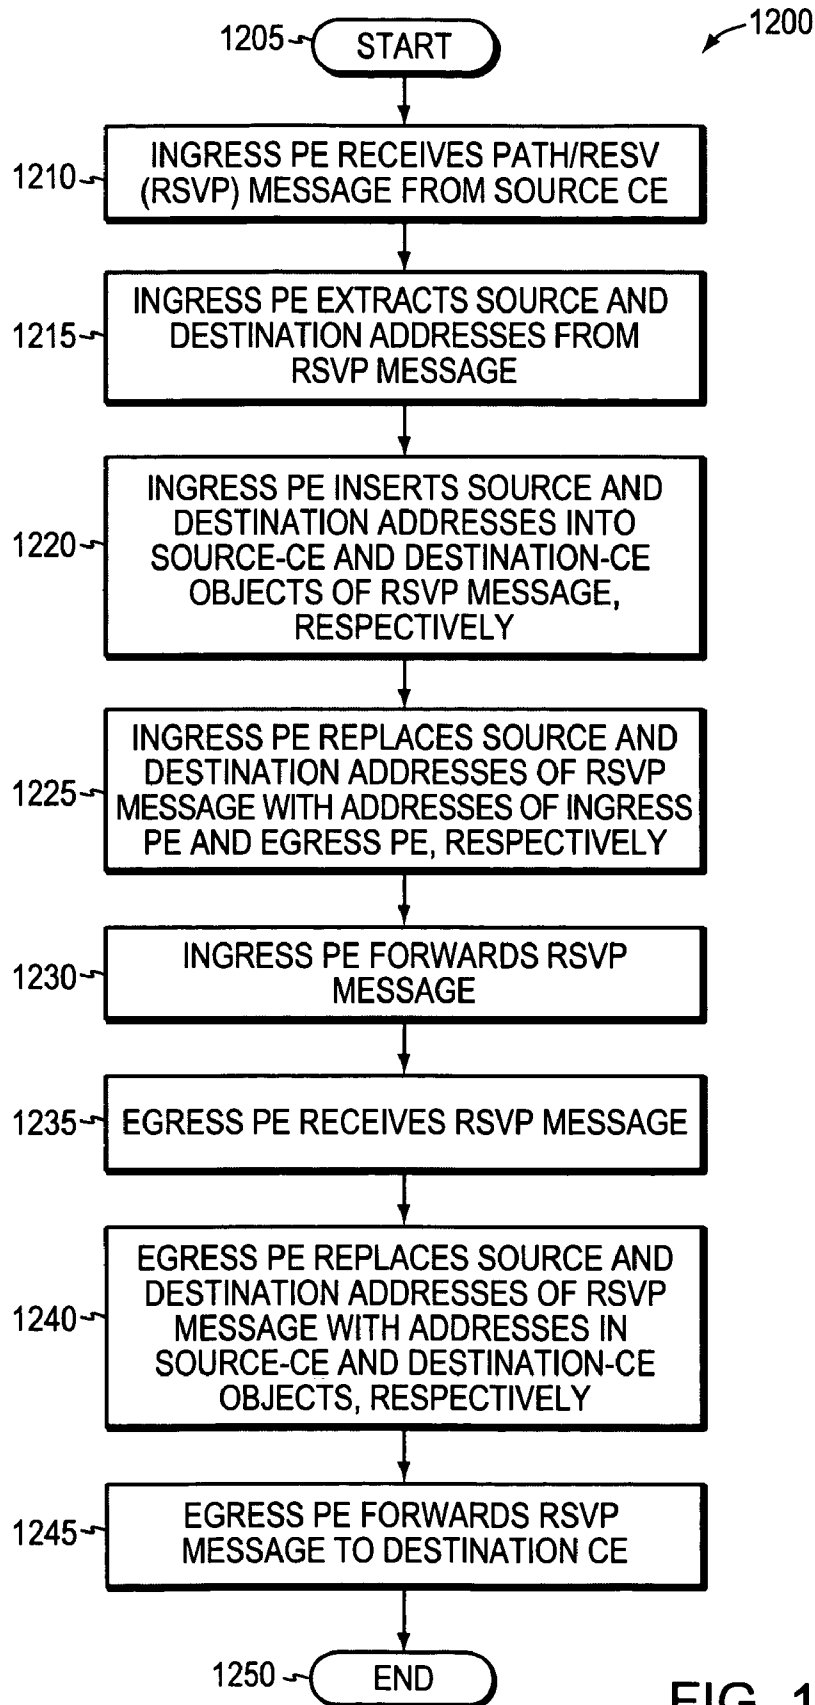 1200
1205
START
1210
INGRESS PE RECEIVES PATH/RESV
(RSVP) MESSAGE FROM SOURCE CE
1215
INGRESS PE EXTRACTS SOURCE AND
DESTINATION ADDRESSES FROM
RSVP MESSAGE
1220
INGRESS PE INSERTS SOURCE AND
DESTINATION ADDRESSES INTO
SOURCE-CE AND DESTINATION-CE
OBJECTS OF RSVP MESSAGE,
RESPECTIVELY
1225
INGRESS PE REPLACES SOURCE AND
DESTINATION ADDRESSES OF RSVP
MESSAGE WITH ADDRESSES OF INGRESS
PE AND EGRESS PE, RESPECTIVELY
1230
INGRESS PE FORWARDS RSVP
MESSAGE
1235
EGRESS PE RECEIVES RSVP MESSAGE
1240
EGRESS PE REPLACES SOURCE AND
DESTINATION ADDRESSES OF RSVP
MESSAGE WITH ADDRESSES IN
SOURCE-CE AND DESTINATION-CE
OBJECTS, RESPECTIVELY
1245
EGRESS PE FORWARDS RSVP
MESSAGE TO DESTINATION CE
1250
END
FIG. 1